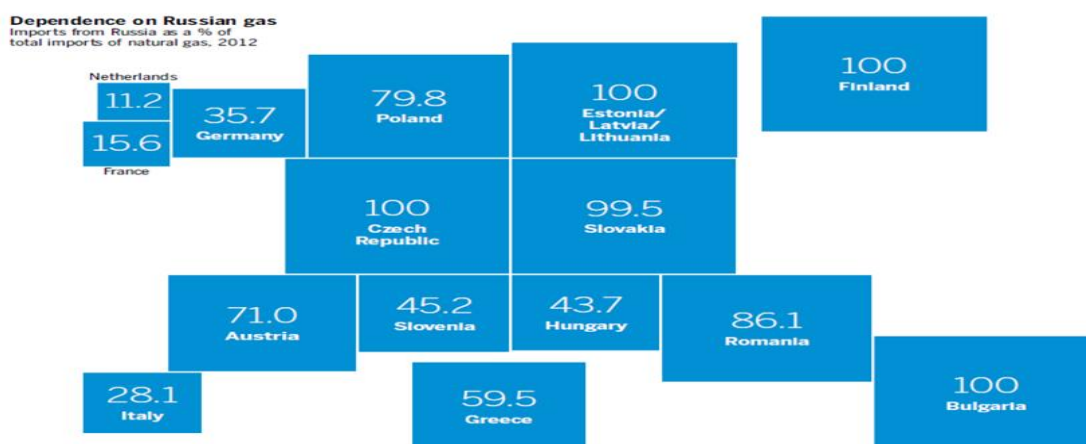 Dependence on Russian gas
Imports from Russia as a % of
total imports of natural gas, 2012
Netherlands
11.2
15.6
France
35.7
Germany
79.8
Poland
100
Estonia/
Latvia/
Lithuania
100
Finland
100
Czech
Republic
99.5
Slovakia
71.0
Austria
45.2
Slovenia
43.7
Hungary
86.1
Romania
28.1
Italy
59.5
Greece
100
Bulgaria